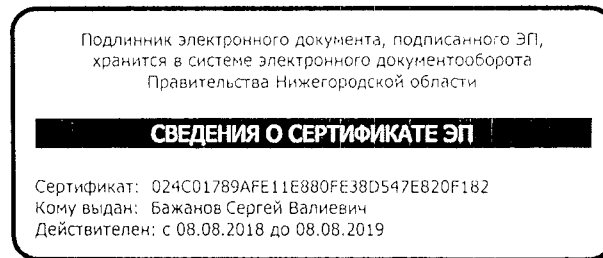 Подлинник электронного документа, подписанного ЭП,
хранится в системе электронного документооборота
Правительства Нижегородской области
СВЕДЕНИЯ О СЕРТИФИКАТЕ ЭП
Сертификат: 024C01789AFE11E880FE38D547E820F182
Кому выдан: Бажанов Сергей Валиевич
Действителен: с 08.08.2018 до 08.08.2019